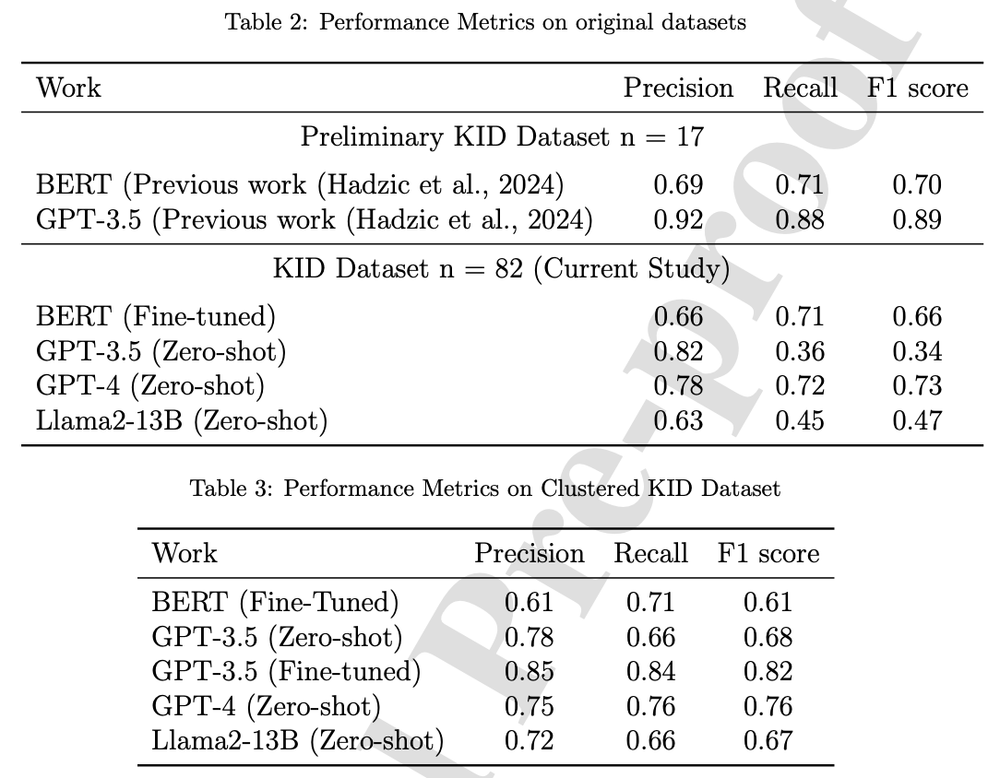 Table 2: Performance Metrics on original datasets
Work Precision Recall F1 score
Preliminary KID Dataset n = 17
BERT (Previous work (Hadzic et al., 2024) 0.69 0.71 0.70
GPT-3.5 (Previous work (Hadzic et al., 2024) 0.92 0.88 0.89
KID Dataset n = 82 (Current Study)
BERT (Fine-tuned) 0.66 0.71 0.66
GPT-3.5 (Zero-shot) 0.82 0.36 0.34
GPT-4 (Zero-shot) 0.78 0.72 0.73
Llama2-13B (Zero-shot) 0.63 0.45 0.47
Table 3: Performance Metrics on Clustered KID Dataset
Work Precision Recall F1 score
BERT (Fine-Tuned) 0.61 0.71 0.61
GPT-3.5 (Zero-shot) 0.78 0.66 0.68
GPT-3.5 (Fine-tuned) 0.85 0.84 0.82
GPT-4 (Zero-shot) 0.75 0.76 0.76
Llama2-13B (Zero-shot) 0.72 0.66 0.67
l Pre-proof